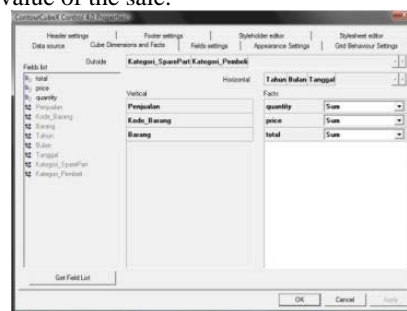 value of the sale.
ContourCubeX Control 4.0 Properties
Header settings Footer settings Styleholder editor Stylesheet editor
Data source Cube Dimensions and Facts Fields settings Appearance Settings Grid Behaviour Settings
Fields list
Outside Kategori_SparePart Kategori_Pembeli
Horizontal Tahun Bulan Tanggal
total
price
quantity
Penjualan
Kode_Barang
Barang
Tahun
Bulan
Tanggal
Kategori_SparePart
Kategori_Pembeli
Vertical
Penjualan
Kode_Barang
Barang
Facts
quantity Sum
price Sum
total Sum
Get Field List
OK Cancel Apply